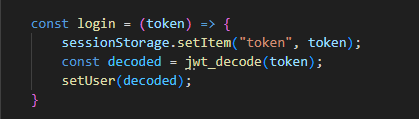 const login = (token) => {
    sessionStorage.setItem("token", token);
    const decoded = jwt_decode(token);
    setUser(decoded);
}